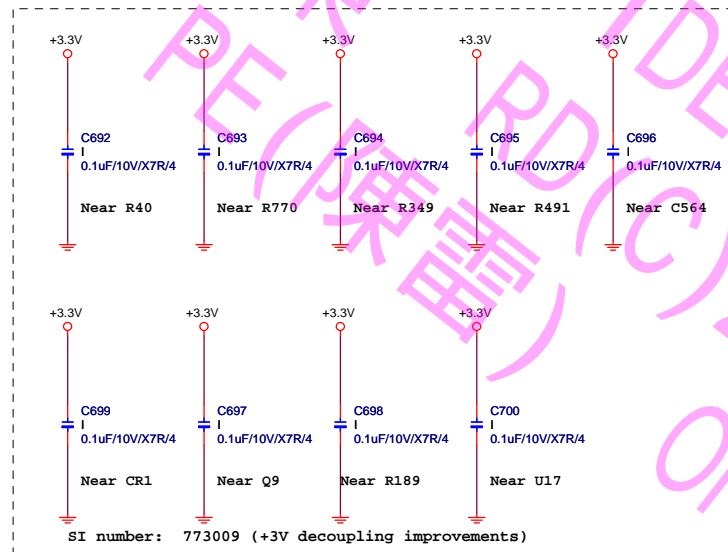 +3.3V +3.3V +3.3V +3.3V +3.3V
C692 C693 C694 C695 C696
I I I I I
0.1uF/10V/X7R/4 0.1uF/10V/X7R/4 0.1uF/10V/X7R/4 0.1uF/10V/X7R/4 0.1uF/10V/X7R/4
Near R40 Near R770 Near R349 Near R491 Near C564
+3.3V +3.3V +3.3V +3.3V
C699 C697 C698 C700
I I I I
0.1uF/10V/X7R/4 0.1uF/10V/X7R/4 0.1uF/10V/X7R/4 0.1uF/10V/X7R/4
Near CR1 Near Q9 Near R189 Near U17
SI number: 773009 (+3V decoupling improvements)
PE(陳雷)
RD(C)